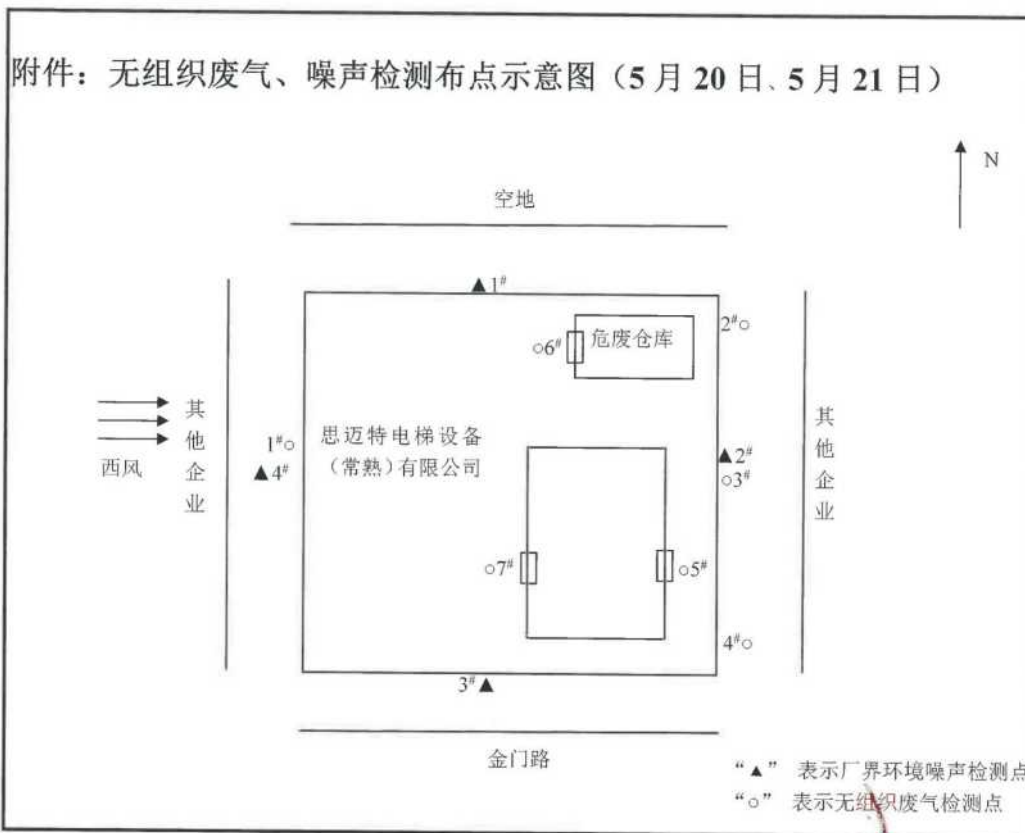 附件：无组织废气、噪声检测布点示意图（5 月 20 日、5 月 21 日）
N
空地
▲1#
2#○
○6#
危废仓库
其他企业
西风
1#○
▲4#
思迈特电梯设备
（常熟）有限公司
▲2#
○3#
其他企业
○7#
○5#
4#○
3#▲
金门路
“▲” 表示厂界环境噪声检测点
“○” 表示无组织废气检测点